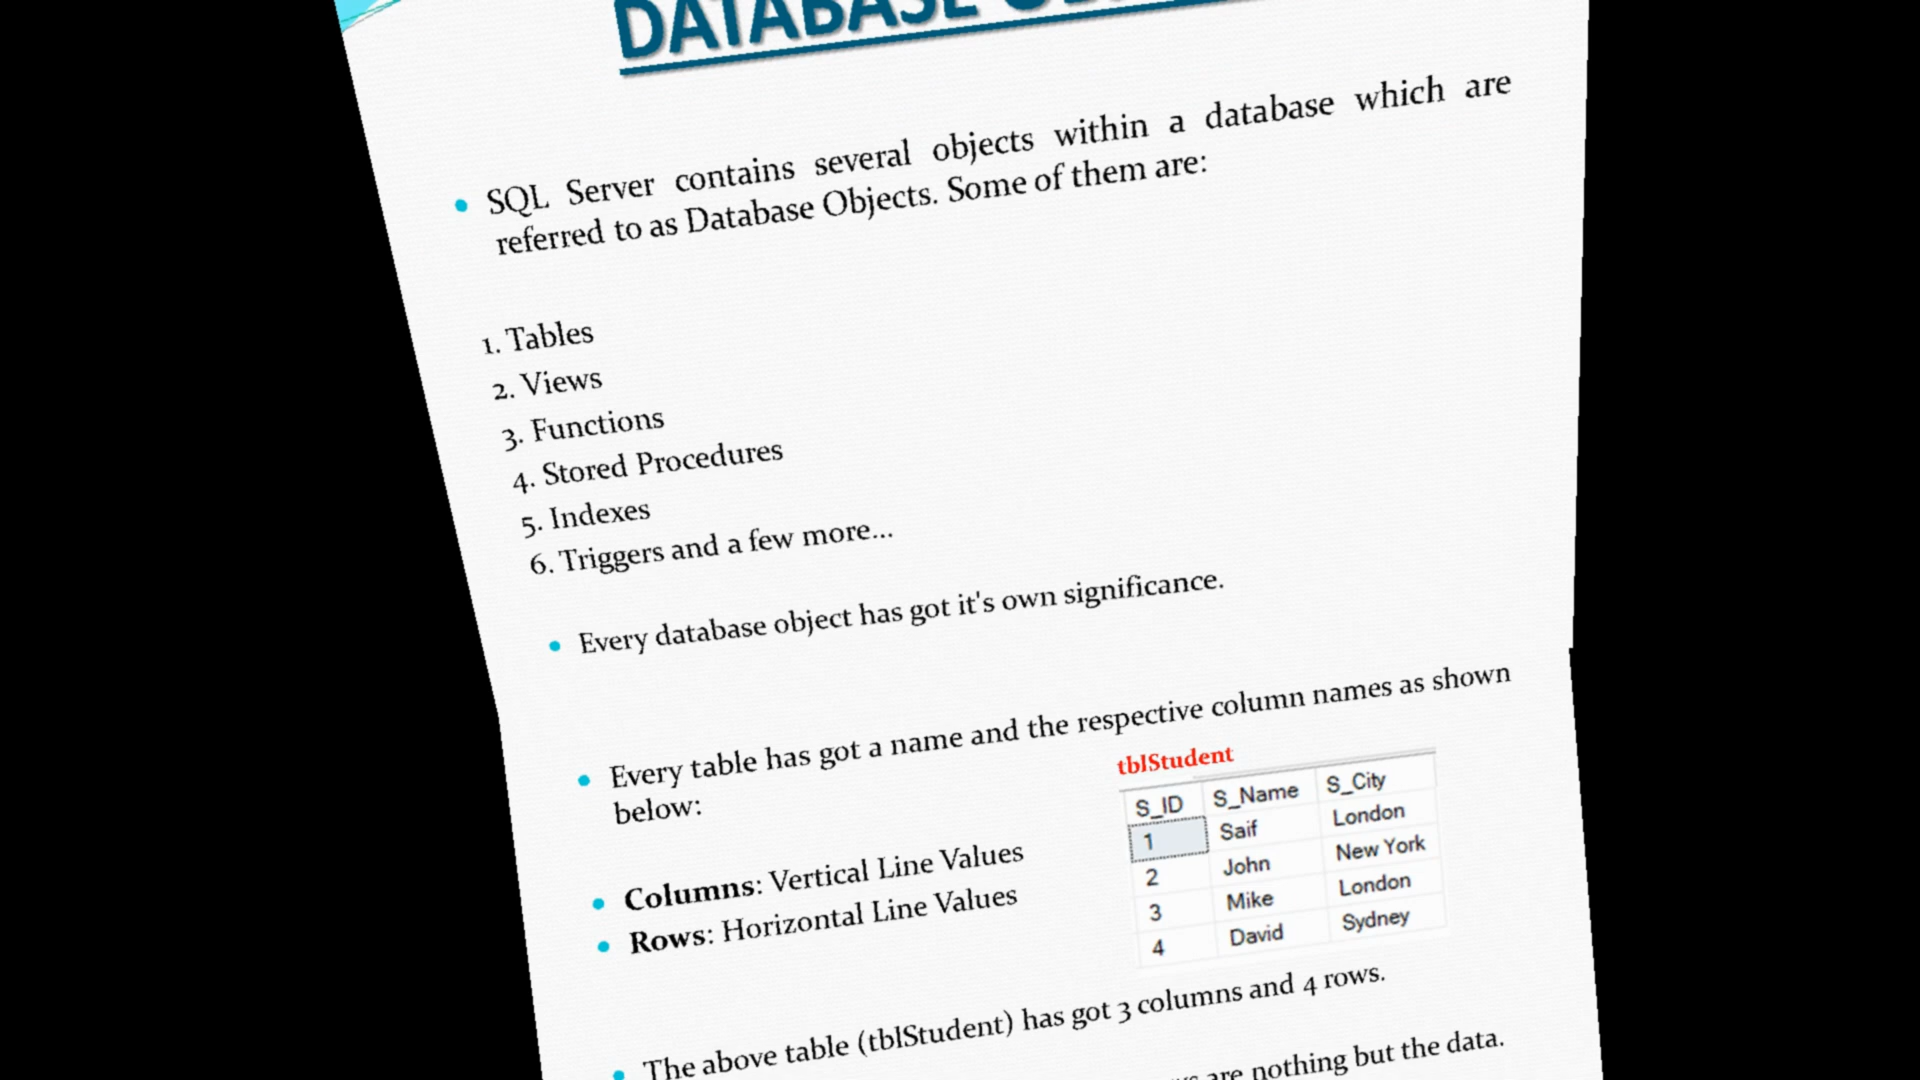 DATABASE
• SQL Server contains several objects within a database which are
referred to as Database Objects. Some of them are:
1. Tables
2. Views
3. Functions
4. Stored Procedures
5. Indexes
6. Triggers and a few more...
• Every database object has got it's own significance.
• Every table has got a name and the respective column names as shown
below:
tblStudent
S_ID S_Name S_City
1 Saif London
2 John New York
3 Mike London
4 David Sydney
• Columns: Vertical Line Values
• Rows: Horizontal Line Values
• The above table (tblStudent) has got 3 columns and 4 rows.
are nothing but the data.